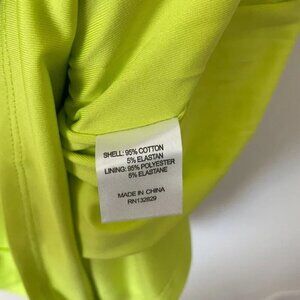 SHELL: 95% COTTON
5% ELASTAN
LINING: 95% POLYESTER
5% ELASTANE
MADE IN CHINA
RN132829